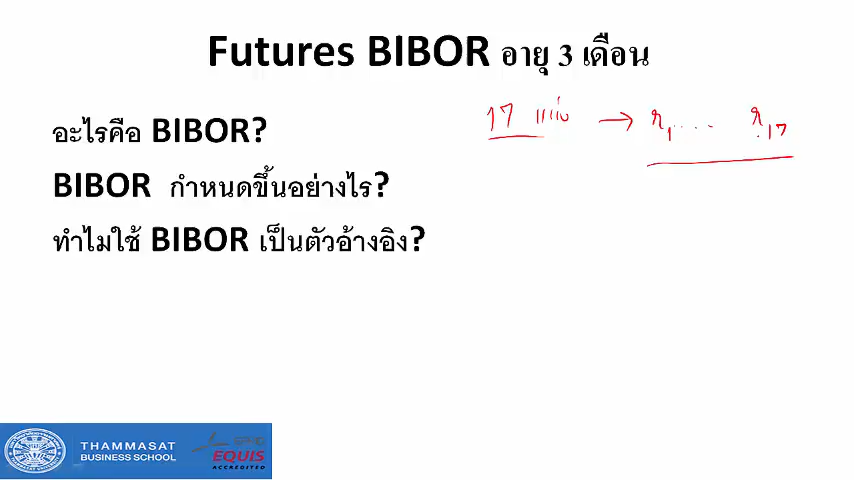 Futures BIBOR อายุ 3 เดือน
17 แห่ง → r₁ .... r₁₇
อะไรคือ BIBOR?
BIBOR กำหนดขึ้นอย่างไร?
ทำไมใช้ BIBOR เป็นตัวอ้างอิง?
THAMMASAT
BUSINESS SCHOOL
EQUIS
ACCREDITED